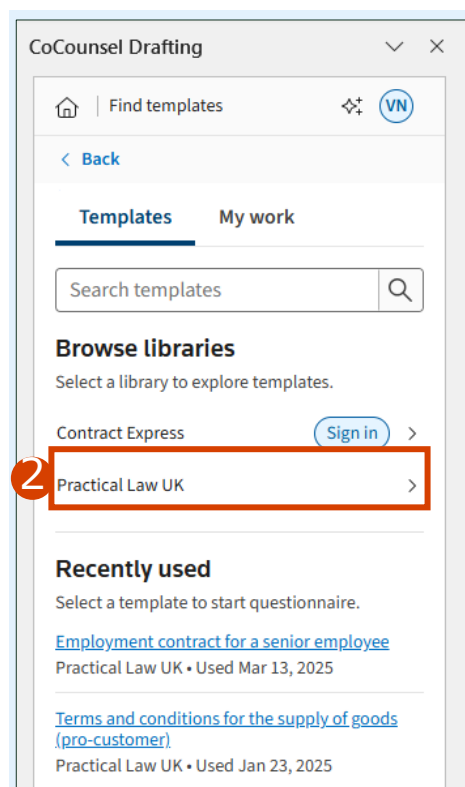 CoCounsel Drafting
Find templates
VN
Back
Templates My work
Search templates
Browse libraries
Select a library to explore templates.
Contract Express Sign in
2
Practical Law UK
Recently used
Select a template to start questionnaire.
Employment contract for a senior employee
Practical Law UK • Used Mar 13, 2025
Terms and conditions for the supply of goods
(pro-customer)
Practical Law UK • Used Jan 23, 2025